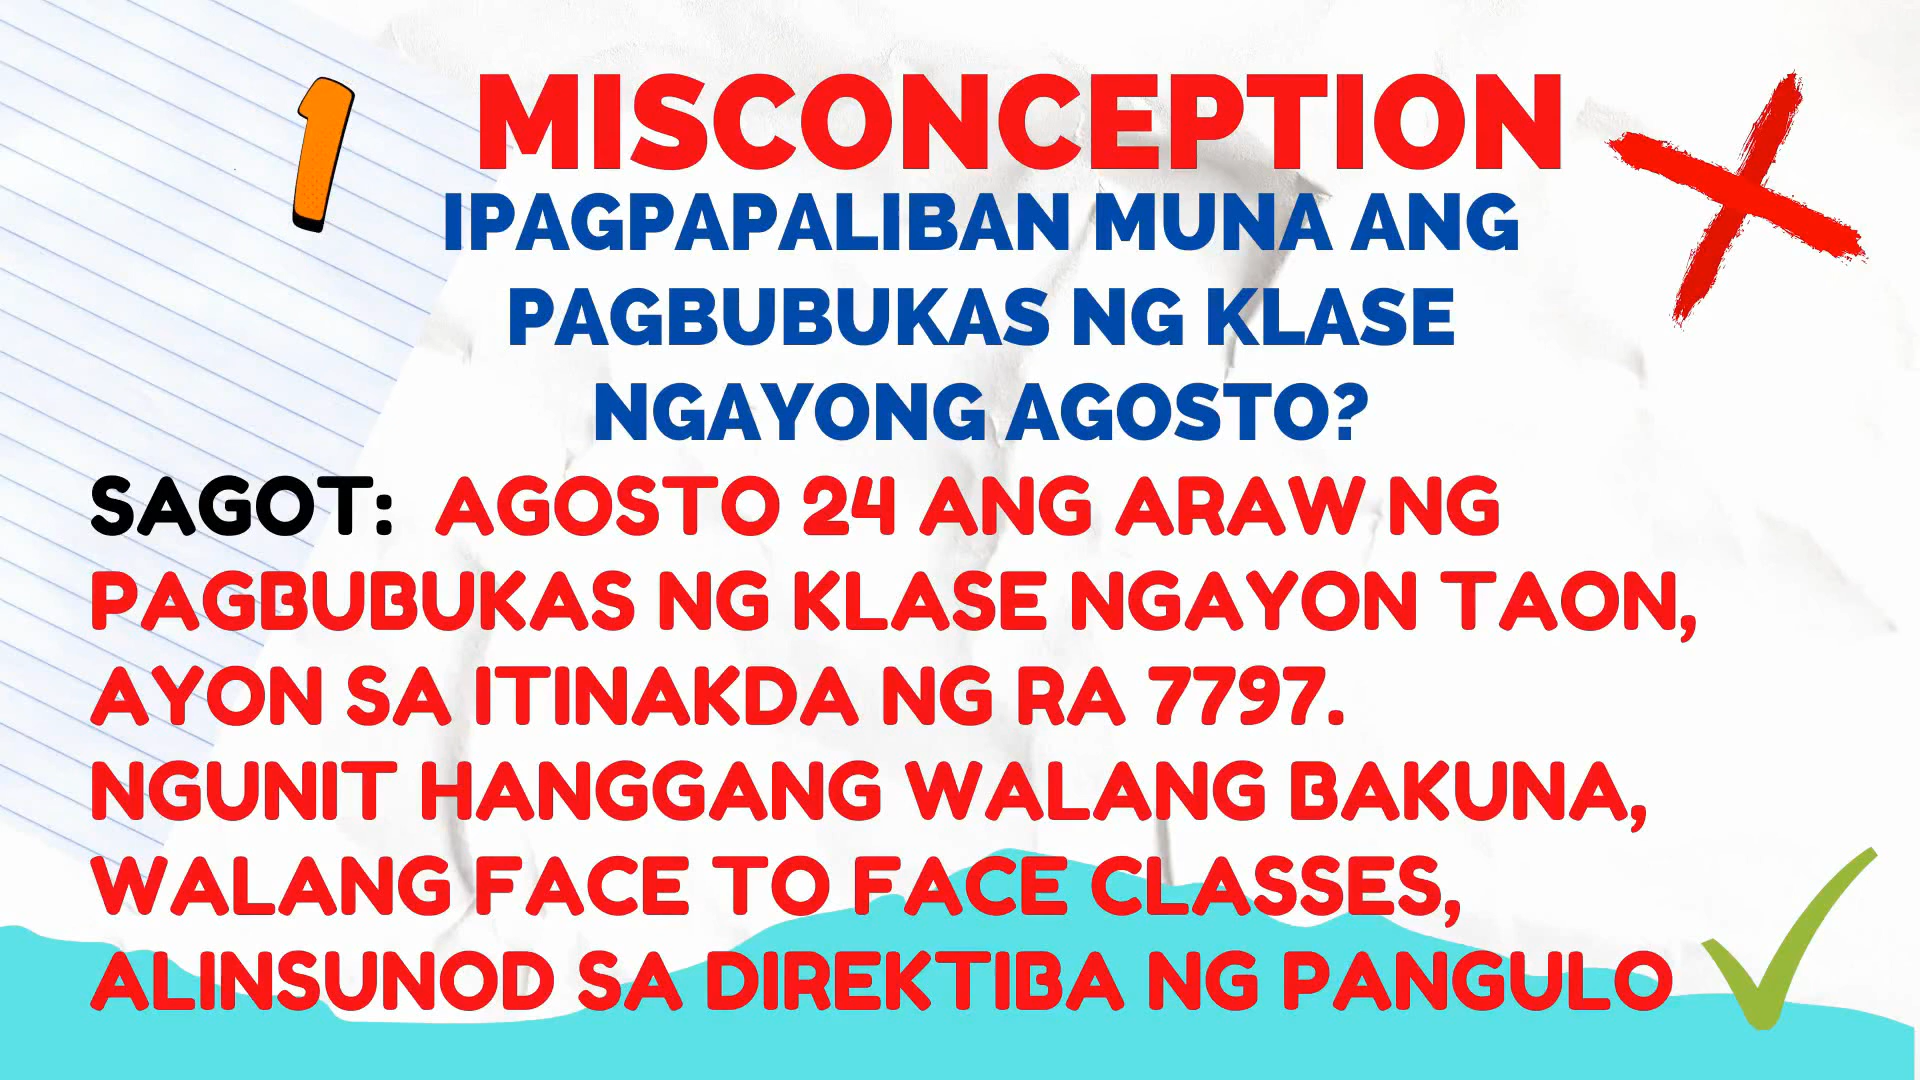 1
MISCONCEPTION
IPAGPAPALIBAN MUNA ANG
PAGBUBUKAS NG KLASE
NGAYONG AGOSTO?
SAGOT: AGOSTO 24 ANG ARAW NG
PAGBUBUKAS NG KLASE NGAYON TAON,
AYON SA ITINAKDA NG RA 7797.
NGUNIT HANGGANG WALANG BAKUNA,
WALANG FACE TO FACE CLASSES,
ALINSUNOD SA DIREKTIBA NG PANGULO